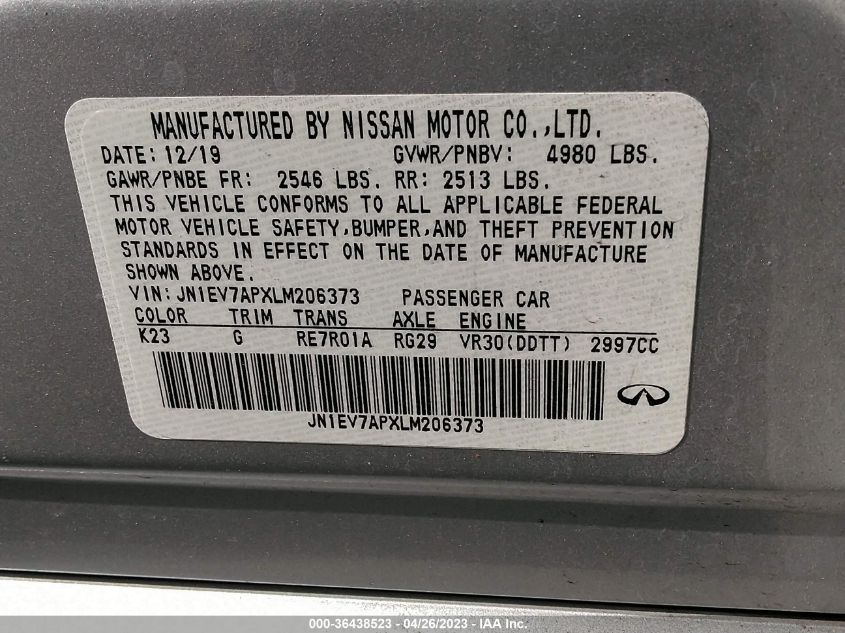 MANUFACTURED BY NISSAN MOTOR CO.,LTD.
DATE: 12/19 GVWR/PNBV: 4980 LBS.
GAWR/PNBE FR: 2546 LBS. RR: 2513 LBS.
THIS VEHICLE CONFORMS TO ALL APPLICABLE FEDERAL
MOTOR VEHICLE SAFETY,BUMPER,AND THEFT PREVENTION
STANDARDS IN EFFECT ON THE DATE OF MANUFACTURE
SHOWN ABOVE.
VIN: JN1EV7APXLM206373 PASSENGER CAR
COLOR TRIM TRANS AXLE ENGINE
K23 G RE7R01A RG29 VR30(DDTT) 2997CC
JN1EV7APXLM206373
000-36438523 - 04/26/2023 - © IAA, Inc.